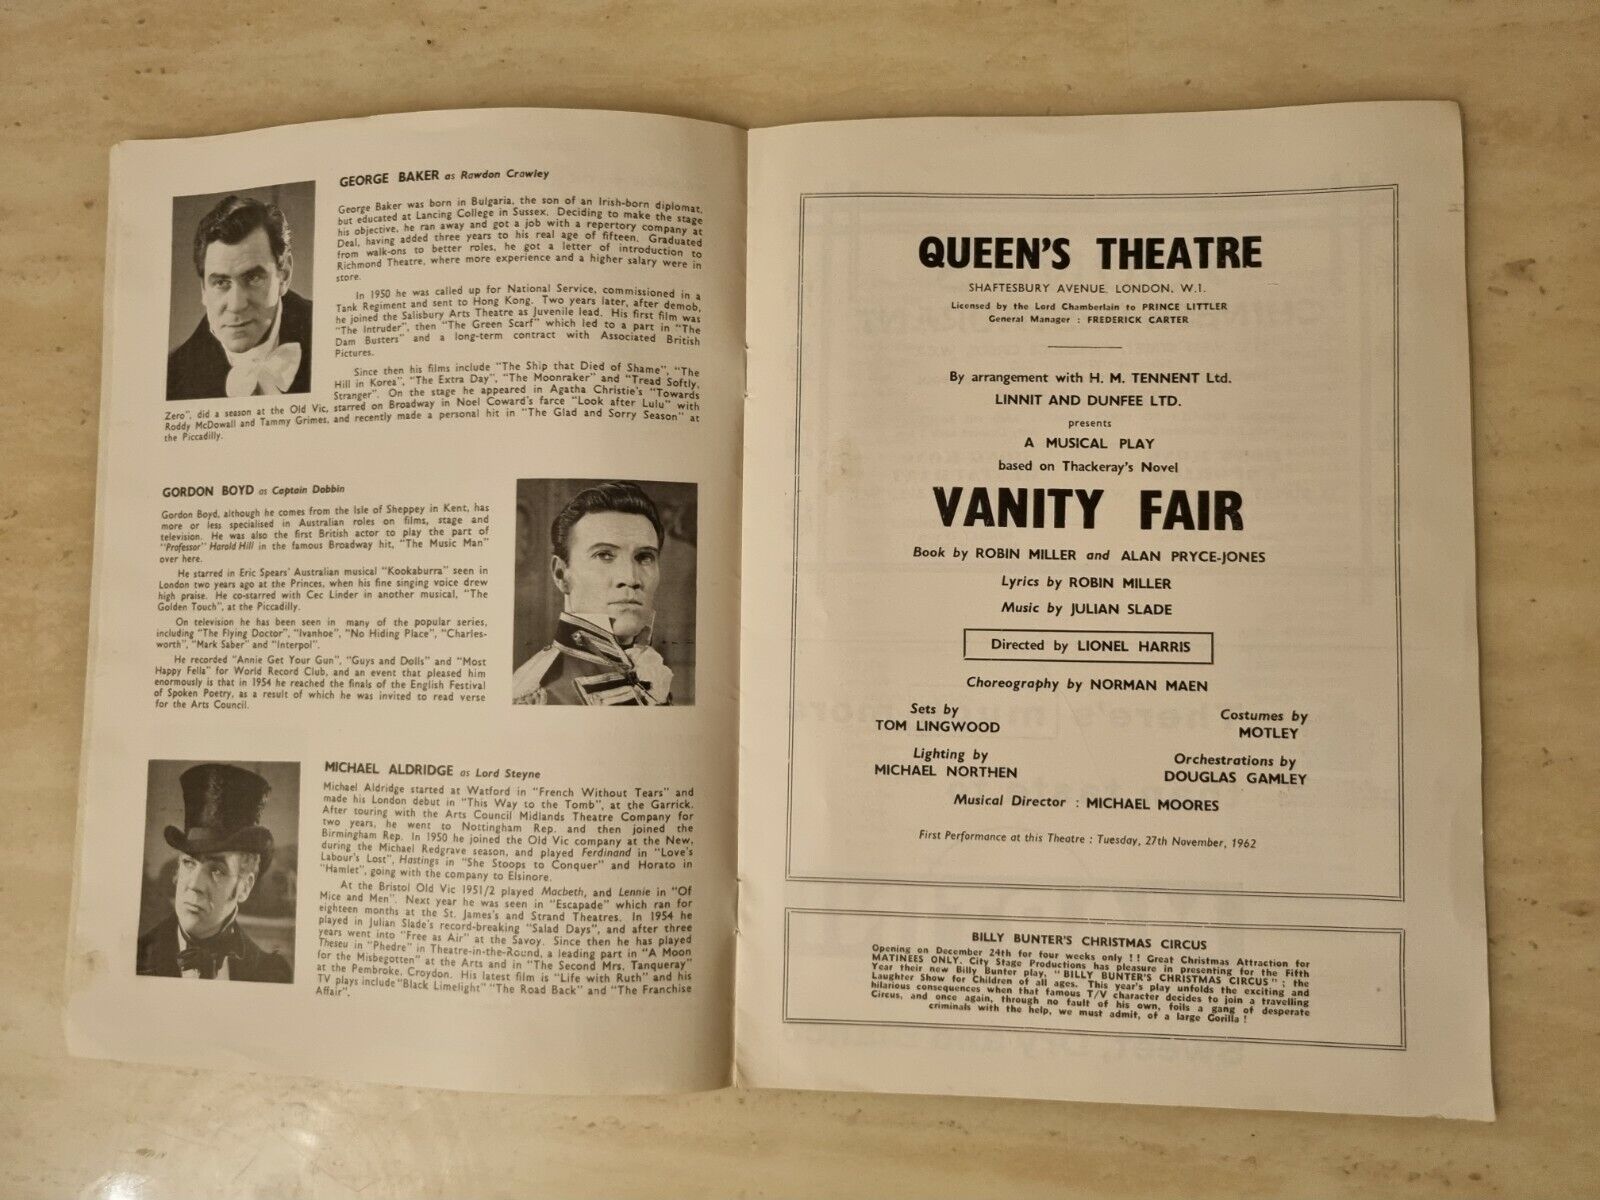 GEORGE BAKER as Rawdon Crawley
George Baker was born in Bulgaria, the son of an Irish-born diplomat,
but educated at Lancing College in Sussex. Deciding to make the stage
his objective, he ran away and got a job with a repertory company at
Deal, having added three years to his real age of fifteen. Graduated
from walk-ons to better roles, he got a letter of introduction to
Richmond Theatre, where more experience and a higher salary were in
store.
In 1950 he was called up for National Service, commissioned in a
Tank Regiment and sent to Hong Kong. Two years later, after demob,
he joined the Salisbury Arts Theatre as Juvenile lead. His first film was
"The Intruder", then "The Green Scarf" which led to a part in "The
Dam Busters" and a long-term contract with Associated British
Pictures.
Since then his films include "The Ship that Died of Shame", "The
Hill in Korea", "The Extra Day", "The Moonraker" and "Tread Softly,
Stranger". On the stage he appeared in Agatha Christie's "Towards
Zero", did a season at the Old Vic, starred on Broadway in Noel Coward's farce "Look after Lulu" with
Roddy McDowall and Tammy Grimes, and recently made a personal hit in "The Glad and Sorry Season" at
the Piccadilly.
GORDON BOYD as Captain Dobbin
Gordon Boyd, although he comes from the Isle of Sheppey in Kent, has
more or less specialised in Australian roles on films, stage and
television. He was also the first British actor to play the part of
"Professor" Harold Hill in the famous Broadway hit, "The Music Man"
over here.
He starred in Eric Spears' Australian musical "Kookaburra" seen in
London two years ago at the Princes, when his fine singing voice drew
high praise. He co-starred with Cec Linder in another musical, "The
Golden Touch", at the Piccadilly.
On television he has been seen in many of the popular series,
including "The Flying Doctor", "Ivanhoe", "No Hiding Place", "Charles-
worth", "Mark Saber" and "Interpol".
He recorded "Annie Get Your Gun", "Guys and Dolls" and "Most
Happy Fella" for World Record Club, and an event that pleased him
enormously is that in 1954 he reached the finals of the English Festival
of Spoken Poetry, as a result of which he was invited to read verse
for the Arts Council.
MICHAEL ALDRIDGE as Lord Steyne
Michael Aldridge started at Watford in "French Without Tears" and
made his London debut in "This Way to the Tomb", at the Garrick.
After touring with the Arts Council Midlands Theatre Company for
two years, he went to Nottingham Rep. and then joined the
Birmingham Rep. In 1950 he joined the Old Vic company at the New,
during the Michael Redgrave season, and played Ferdinand in "Love's
Labour's Lost", Hastings in "She Stoops to Conquer" and Horato in
"Hamlet", going with the company to Elsinore.
At the Bristol Old Vic 1951/2 played Macbeth, and Lennie in "Of
Mice and Men". Next year he was seen in "Escapade" which ran for
eighteen months at the St. James's and Strand Theatres. In 1954 he
played in Julian Slade's record-breaking "Salad Days", and after three
years went into "Free as Air" at the Savoy. Since then he has played
Theseu in "Phedre" in Theatre-in-the-Round, a leading part in "A Moon
for the Misbegotten" at the Arts and in "The Second Mrs. Tanqueray"
at the Pembroke, Croydon. His latest film is "Life with Ruth" and his
TV plays include "Black Limelight" "The Road Back" and "The Franchise
Affair".
QUEEN'S THEATRE
SHAFTESBURY AVENUE, LONDON, W.1.
Licensed by the Lord Chamberlain to PRINCE LITTLER
General Manager : FREDERICK CARTER
By arrangement with H. M. TENNENT Ltd.
LINNIT AND DUNFEE LTD.
presents
A MUSICAL PLAY
based on Thackeray's Novel
VANITY FAIR
Book by ROBIN MILLER and ALAN PRYCE-JONES
Lyrics by ROBIN MILLER
Music by JULIAN SLADE
Directed by LIONEL HARRIS
Choreography by NORMAN MAEN
Sets by
TOM LINGWOOD
Costumes by
MOTLEY
Lighting by
MICHAEL NORTHEN
Orchestrations by
DOUGLAS GAMLEY
Musical Director : MICHAEL MOORES
First Performance at this Theatre : Tuesday, 27th November, 1962
BILLY BUNTER'S CHRISTMAS CIRCUS
Opening on December 24th for four weeks only ! ! Great Christmas Attraction for
MATINEES ONLY. City Stage Productions has pleasure in presenting for the Fifth
Year their new Billy Bunter play, "BILLY BUNTER'S CHRISTMAS CIRCUS" ; the
Laughter Show for Children of all ages. This year's play unfolds the exciting and
hilarious consequences when that famous T/V character decides to join a travelling
Circus, and once again, through no fault of his own, foils a gang of desperate
criminals with the help, we must admit, of a large Gorilla !